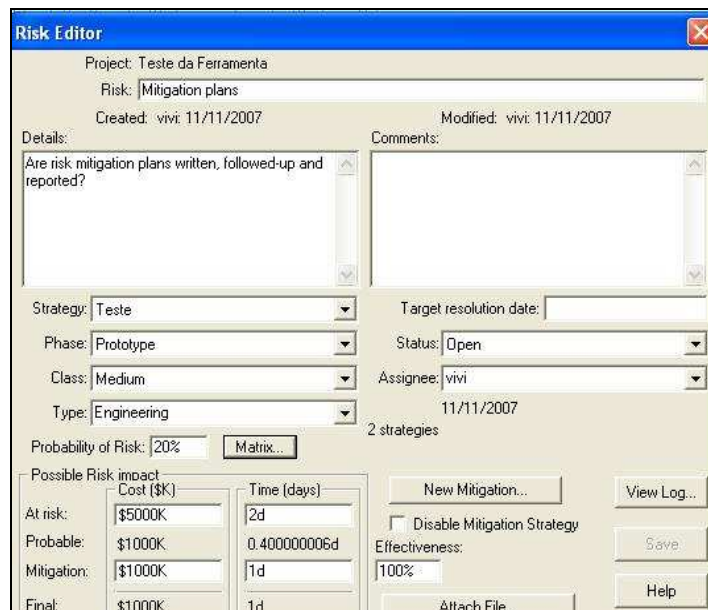 Risk Editor
Project: Teste da Ferramenta
Risk: Mitigation plans
Created: vivi: 11/11/2007 Modified: vivi: 11/11/2007
Details: Comments:
Are risk mitigation plans written, followed-up and
reported?
Strategy: Teste Target resolution date:
Phase: Prototype Status: Open
Class: Medium Assignee: vivi
Type: Engineering 11/11/2007
2 strategies
Probability of Risk: 20% Matrix...
Possible Risk impact
Cost ($K) Time (days) New Mitigation... View Log...
At risk: $5000K 2d Disable Mitigation Strategy
Probable: $1000K 0.400000006d Effectiveness: Save
Mitigation: $1000K 1d 100%
Final: $1000K 1d Attach File Help